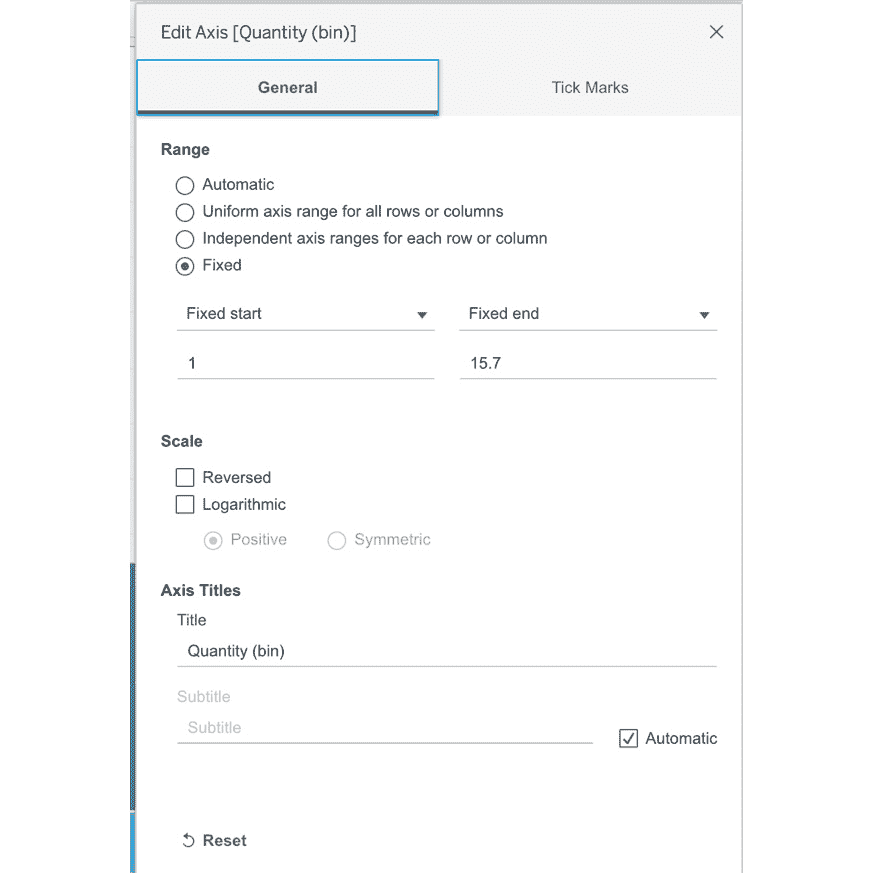 Edit Axis [Quantity (bin)]
General Tick Marks
Range
Automatic
Uniform axis range for all rows or columns
Independent axis ranges for each row or column
Fixed
Fixed start Fixed end
1 15.7
Scale
Reversed
Logarithmic
Positive Symmetric
Axis Titles
Title
Quantity (bin)
Subtitle
Subtitle
Automatic
Reset